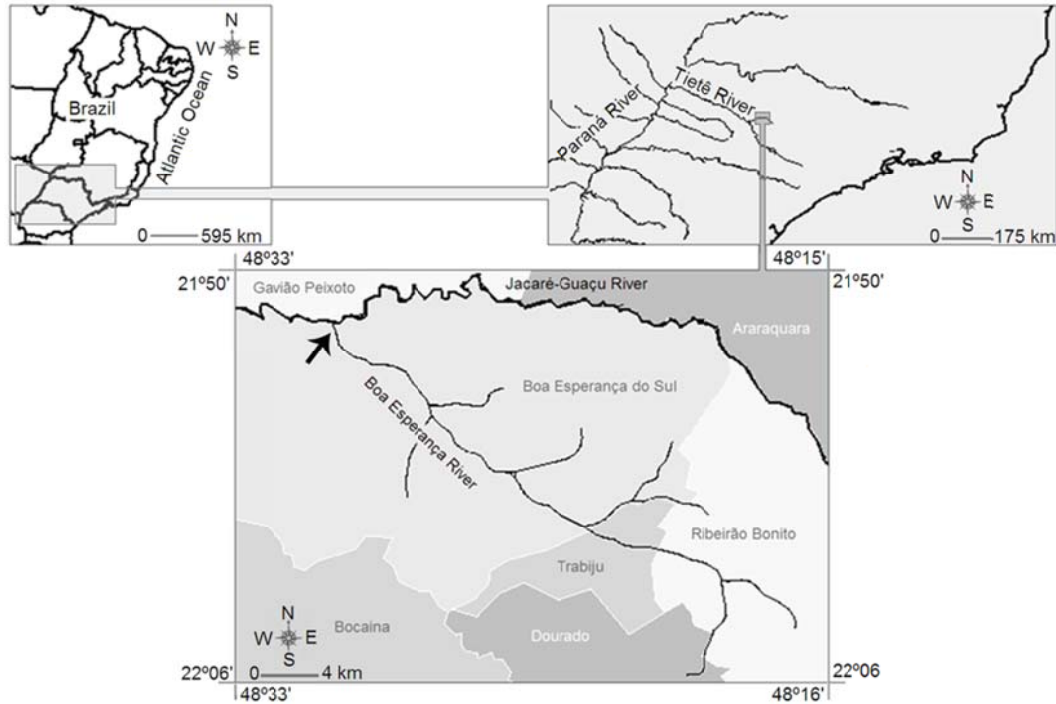 N
W E
S
Brazil
Atlantic Ocean
0 595 km
Paraná River
Tietê River
N
W E
S
0 175 km
48º33' 48º15'
21º50' 21º50'
Gavião Peixoto
Jacaré-Guaçu River
Araraquara
Boa Esperança do Sul
Boa Esperança River
Ribeirão Bonito
Trabiju
Bocaina
Dourado
N
W E
S
0 4 km
22º06' 22º06
48º33' 48º16'